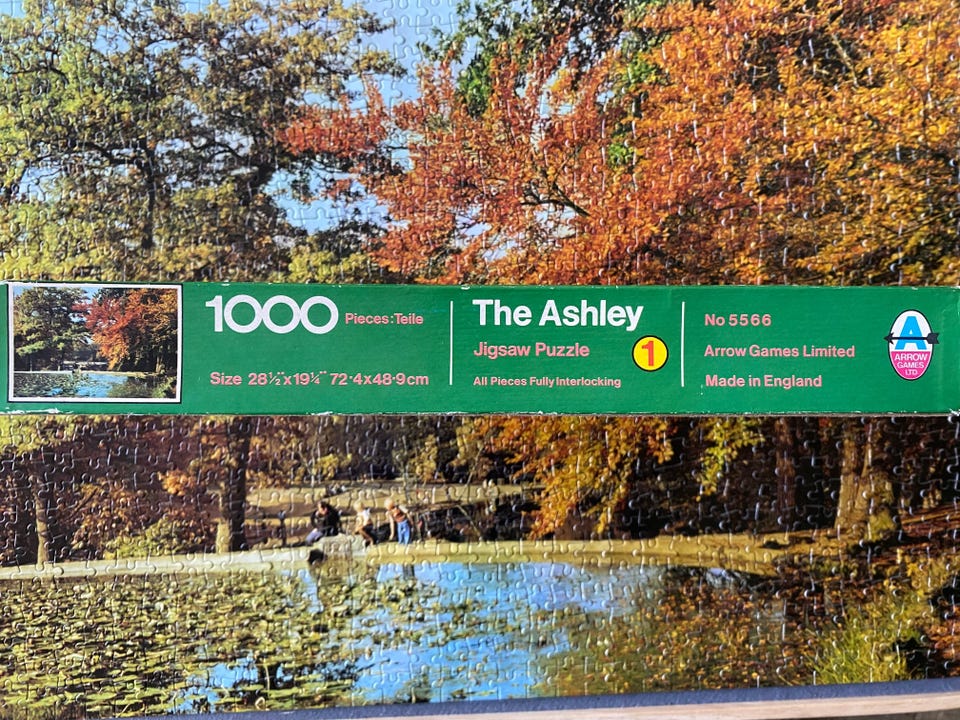 1000 Pieces:Teile
Size 28½"x19¼" 72·4x48·9cm
The Ashley
Jigsaw Puzzle
1
All Pieces Fully Interlocking
No 5566
Arrow Games Limited
Made in England
A
ARROW
GAMES
LTD